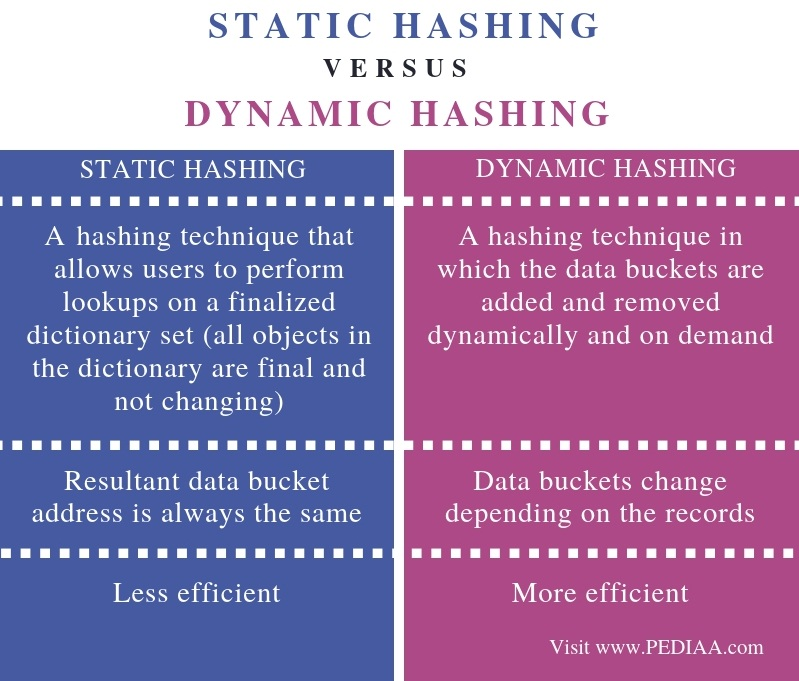 STATIC HASHING
VERSUS
DYNAMIC HASHING
STATIC HASHING
A hashing technique that
allows users to perform
lookups on a finalized
dictionary set (all objects in
the dictionary are final and
not changing)
Resultant data bucket
address is always the same
Less efficient
DYNAMIC HASHING
A hashing technique in
which the data buckets are
added and removed
dynamically and on demand
Data buckets change
depending on the records
More efficient
Visit www.PEDIAA.com